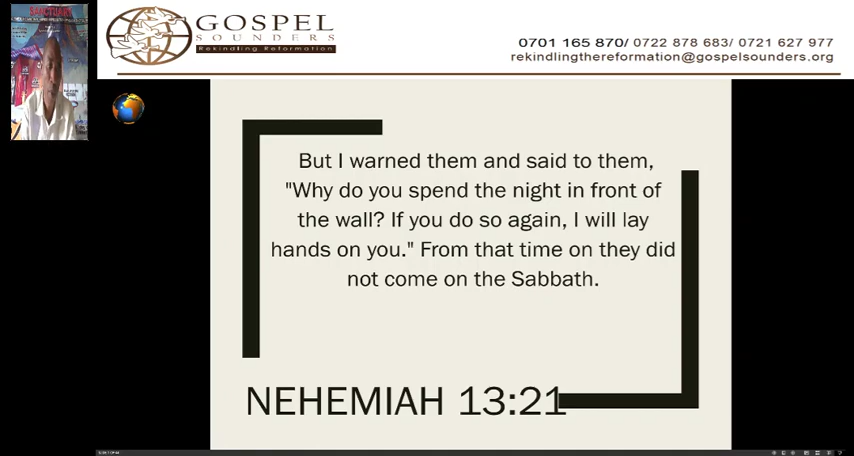 SANCTUARY
GOSPEL
SOUNDERS
Rekindling Reformation
0701 165 870/ 0722 878 683/ 0721 627 977
rekindlingthereformation@gospelsounders.org
But I warned them and said to them,
"Why do you spend the night in front of
the wall? If you do so again, I will lay
hands on you." From that time on they did
not come on the Sabbath.
NEHEMIAH 13:21